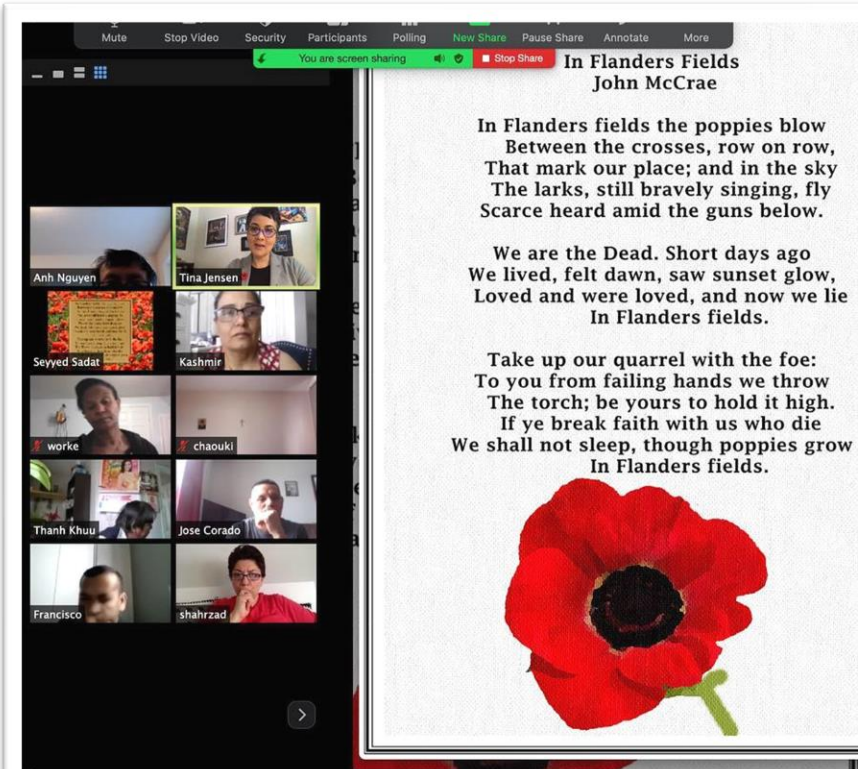 Mute Stop Video Security Participants Polling New Share Pause Share Annotate More
You are screen sharing Stop Share
Anh Nguyen
Tina Jensen
Seyyed Sadat
Kashmir
worke
chaouki
Thanh Khuu
Jose Corado
Francisco
shahrzad
In Flanders Fields
John McCrae
In Flanders fields the poppies blow
Between the crosses, row on row,
That mark our place; and in the sky
The larks, still bravely singing, fly
Scarce heard amid the guns below.
We are the Dead. Short days ago
We lived, felt dawn, saw sunset glow,
Loved and were loved, and now we lie
In Flanders fields.
Take up our quarrel with the foe:
To you from failing hands we throw
The torch; be yours to hold it high.
If ye break faith with us who die
We shall not sleep, though poppies grow
In Flanders fields.